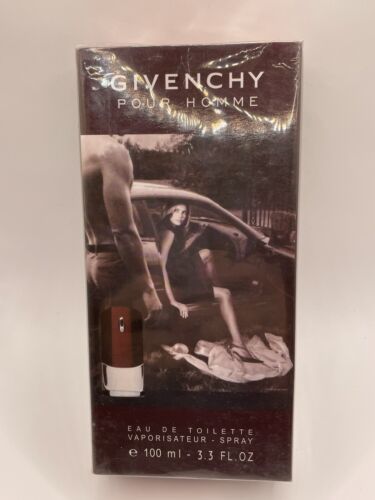 GIVENCHY
POUR HOMME
EAU DE TOILETTE
VAPORISATEUR - SPRAY
℮ 100 ml - 3.3 FL.OZ